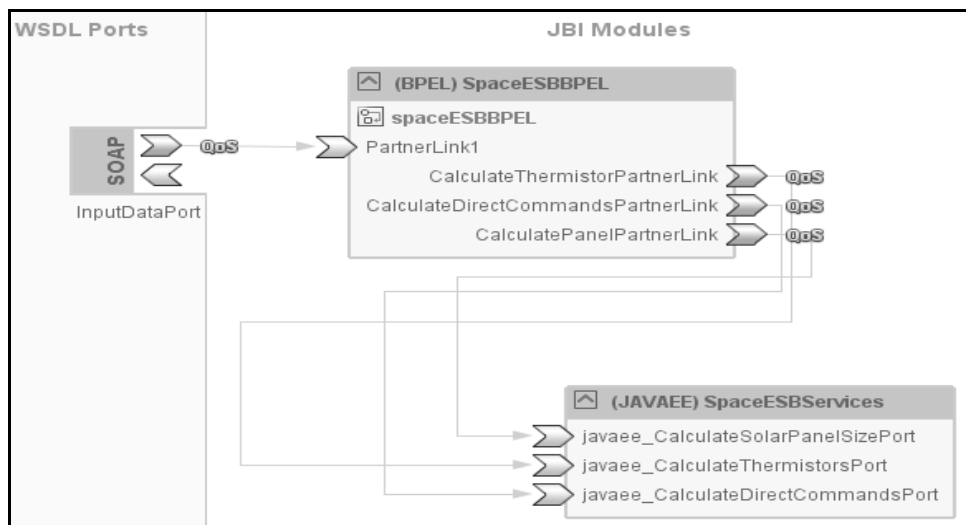 WSDL Ports
JBI Modules
(BPEL) SpaceESBBPEL
spaceESBBPEL
SOAP
QoS
PartnerLink1
InputDataPort
CalculateThermistorPartnerLink
QoS
CalculateDirectCommandsPartnerLink
QoS
CalculatePanelPartnerLink
QoS
(JAVAEE) SpaceESBServices
javaee_CalculateSolarPanelSizePort
javaee_CalculateThermistorsPort
javaee_CalculateDirectCommandsPort